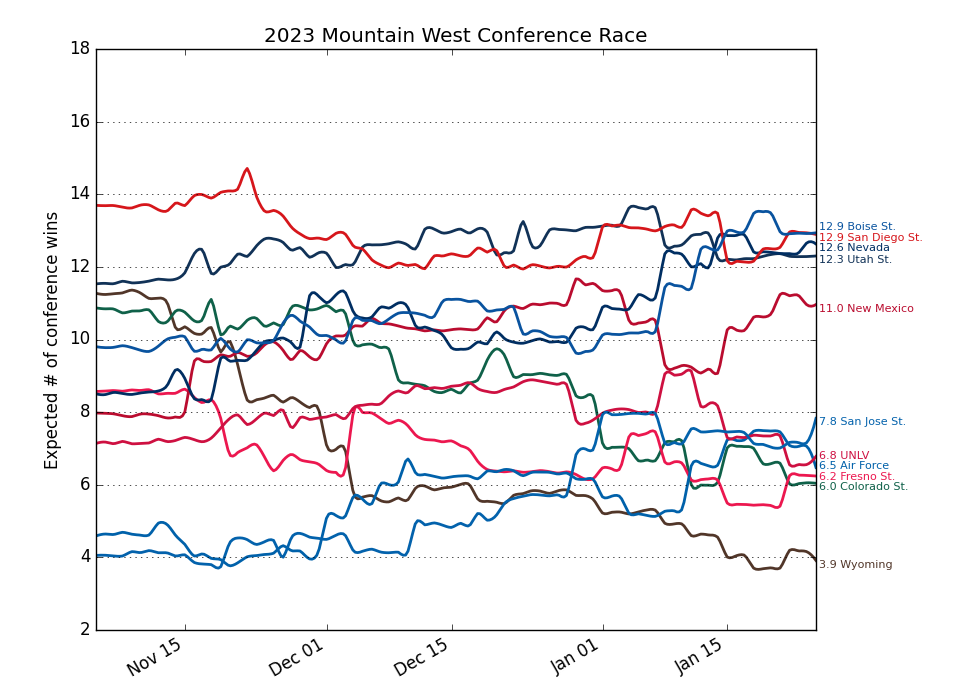 2023 Mountain West Conference Race
Expected # of conference wins
18
16
14
12
10
8
6
4
2
Nov 15
Dec 01
Dec 15
Jan 01
Jan 15
12.9 Boise St.
12.9 San Diego St.
12.6 Nevada
12.3 Utah St.
11.0 New Mexico
7.8 San Jose St.
6.8 UNLV
6.5 Air Force
6.2 Fresno St.
6.0 Colorado St.
3.9 Wyoming